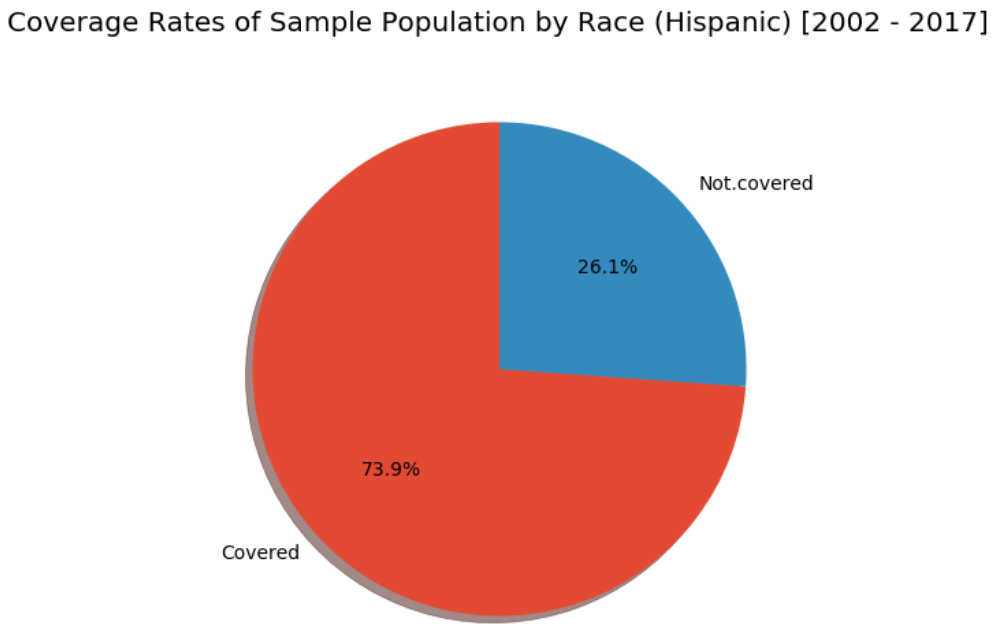 Coverage Rates of Sample Population by Race (Hispanic) [2002 - 2017]
Not.covered
26.1%
73.9%
Covered